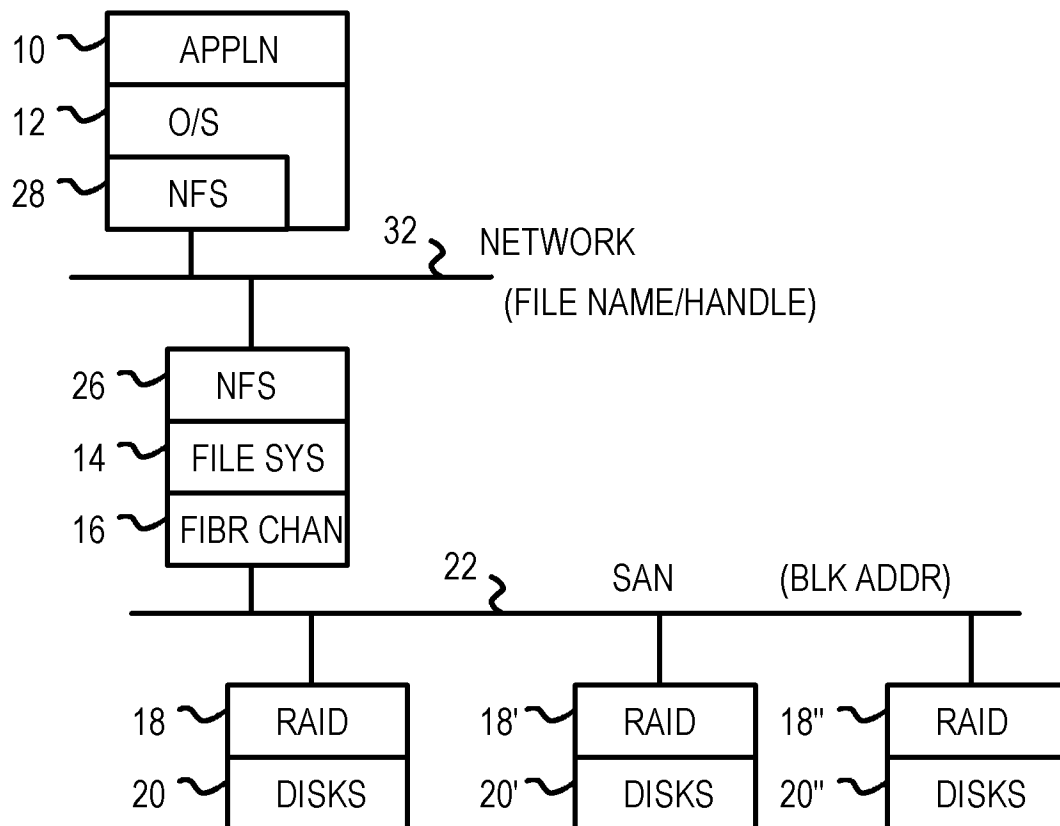 10 APPLN
12 O/S
28 NFS
32 NETWORK
(FILE NAME/HANDLE)
26 NFS
14 FILE SYS
16 FIBR CHAN
22 SAN (BLK ADDR)
18 RAID 18' RAID 18" RAID
20 DISKS 20' DISKS 20" DISKS